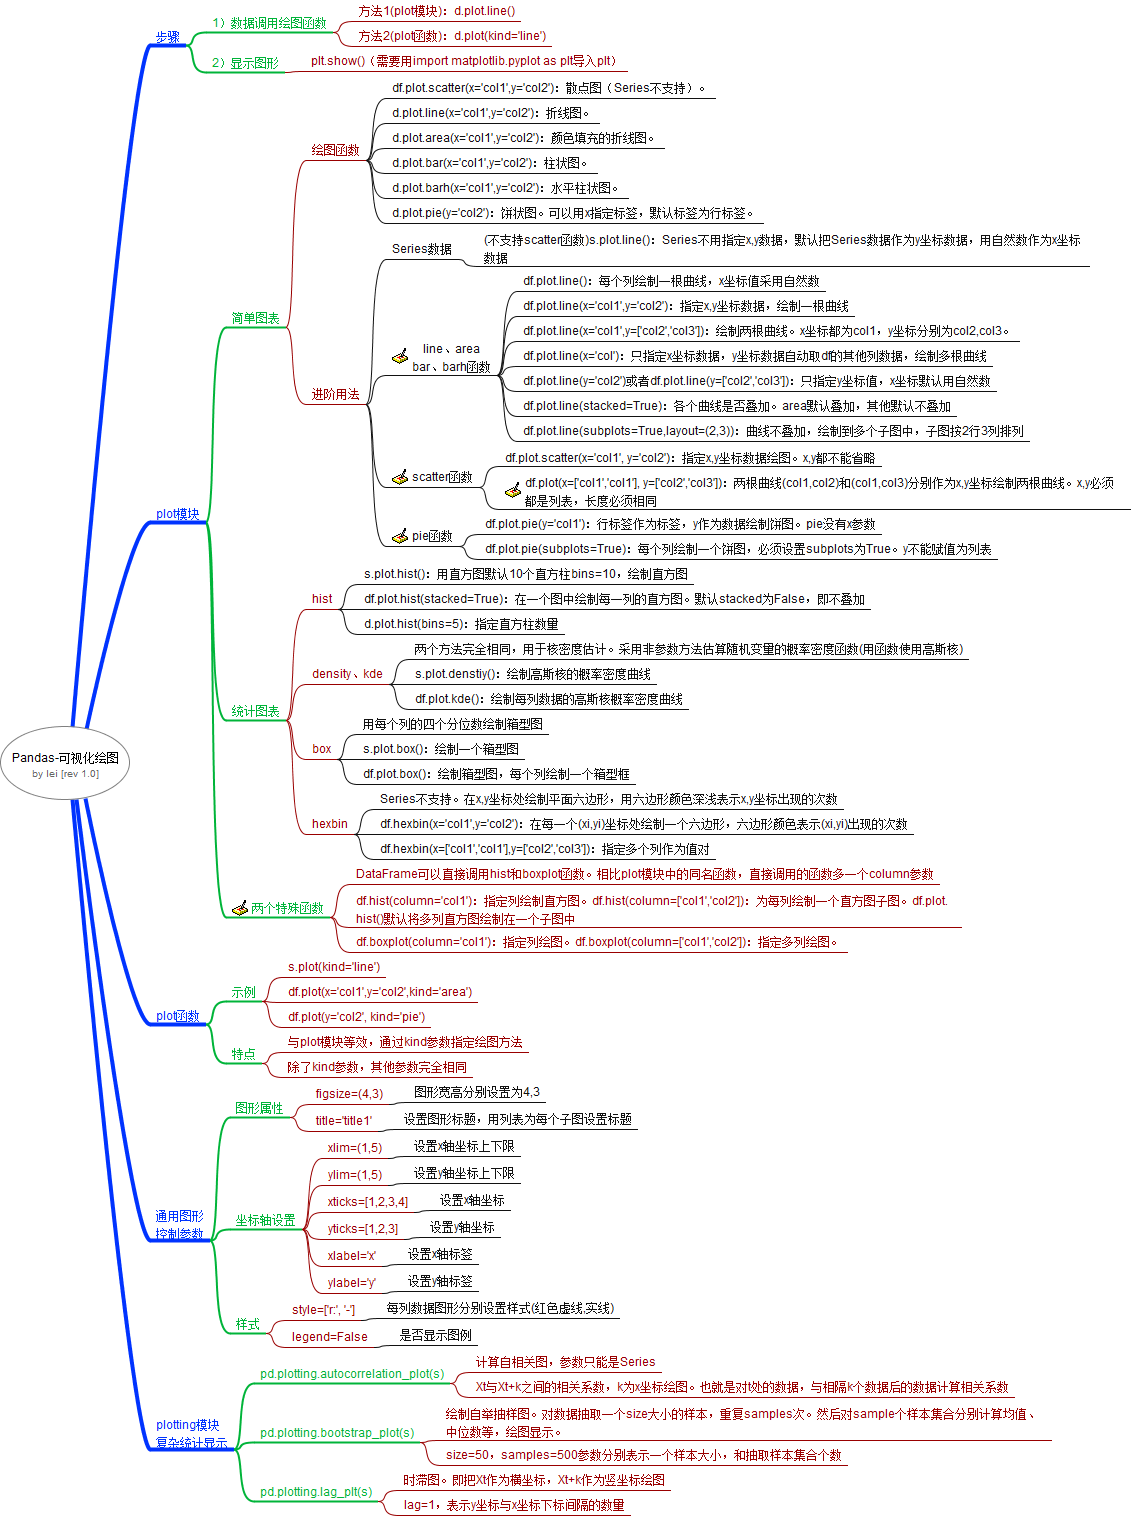 步骤
1）数据调用绘图函数
方法1(plot模块)：d.plot.line()
方法2(plot函数)：d.plot(kind='line')
2）显示图形
plt.show()（需要用import matplotlib.pyplot as plt导入plt）
plot模块
简单图表
绘图函数
df.plot.scatter(x='col1',y='col2')：散点图（Series不支持）。
d.plot.line(x='col1',y='col2')：折线图。
d.plot.area(x='col1',y='col2')：颜色填充的折线图。
d.plot.bar(x='col1',y='col2')：柱状图。
d.plot.barh(x='col1',y='col2')：水平柱状图。
d.plot.pie(y='col2')：饼状图。可以用x指定标签，默认标签为行标签。
进阶用法
Series数据
(不支持scatter函数)s.plot.line()：Series不用指定x,y数据，默认把Series数据作为y坐标数据，用自然数作为x坐标
数据
line、area
bar、barh函数
df.plot.line()：每个列绘制一根曲线，x坐标值采用自然数
df.plot.line(x='col1',y='col2')：指定x,y坐标数据，绘制一根曲线
df.plot.line(x='col1',y=['col2','col3'])：绘制两根曲线。x坐标都为col1，y坐标分别为col2,col3。
df.plot.line(x='col')：只指定x坐标数据，y坐标数据自动取df的其他列数据，绘制多根曲线
df.plot.line(y='col2')或者df.plot.line(y=['col2','col3'])：只指定y坐标值，x坐标默认用自然数
df.plot.line(stacked=True)：各个曲线是否叠加。area默认叠加，其他默认不叠加
df.plot.line(subplots=True,layout=(2,3))：曲线不叠加，绘制到多个子图中，子图按2行3列排列
scatter函数
df.plot.scatter(x='col1', y='col2')：指定x,y坐标数据绘图。x,y都不能省略
df.plot(x=['col1','col1'], y=['col2','col3'])：两根曲线(col1,col2)和(col1,col3)分别作为x,y坐标绘制两根曲线。x,y必须
都是列表，长度必须相同
pie函数
df.plot.pie(y='col1')：行标签作为标签，y作为数据绘制饼图。pie没有x参数
df.plot.pie(subplots=True)：每个列绘制一个饼图，必须设置subplots为True。y不能赋值为列表
统计图表
hist
s.plot.hist()：用直方图默认10个直方柱bins=10，绘制直方图
df.plot.hist(stacked=True)：在一个图中绘制每一列的直方图。默认stacked为False，即不叠加
d.plot.hist(bins=5)：指定直方柱数量
density、kde
两个方法完全相同，用于核密度估计。采用非参数方法估算随机变量的概率密度函数(用函数使用高斯核)
s.plot.denstiy()：绘制高斯核的概率密度曲线
df.plot.kde()：绘制每列数据的高斯核概率密度曲线
box
用每个列的四个分位数绘制箱型图
s.plot.box()：绘制一个箱型图
df.plot.box()：绘制箱型图，每个列绘制一个箱型框
hexbin
Series不支持。在x,y坐标处绘制平面六边形，用六边形颜色深浅表示x,y坐标出现的次数
df.hexbin(x='col1',y='col2')：在每一个(xi,yi)坐标处绘制一个六边形，六边形颜色表示(xi,yi)出现的次数
df.hexbin(x=['col1','col1'],y=['col2','col3'])：指定多个列作为值对
两个特殊函数
DataFrame可以直接调用hist和boxplot函数。相比plot模块中的同名函数，直接调用的函数多一个column参数
df.hist(column='col1')：指定列绘制直方图。df.hist(column=['col1','col2'])：为每列绘制一个直方图子图。df.plot.
hist()默认将多列直方图绘制在一个子图中
df.boxplot(column='col1')：指定列绘图。df.boxplot(column=['col1','col2'])：指定多列绘图。
Pandas-可视化绘图
by lei [rev 1.0]
plot函数
示例
s.plot(kind='line')
df.plot(x='col1',y='col2',kind='area')
df.plot(y='col2', kind='pie')
特点
与plot模块等效，通过kind参数指定绘图方法
除了kind参数，其他参数完全相同
通用图形
控制参数
图形属性
figsize=(4,3)
图形宽高分别设置为4,3
title='title1'
设置图形标题，用列表为每个子图设置标题
坐标轴设置
xlim=(1,5)
设置x轴坐标上下限
ylim=(1,5)
设置y轴坐标上下限
xticks=[1,2,3,4]
设置x轴坐标
yticks=[1,2,3]
设置y轴坐标
xlabel='x'
设置x轴标签
ylabel='y'
设置y轴标签
样式
style=['r:', '-']
每列数据图形分别设置样式(红色虚线,实线)
legend=False
是否显示图例
plotting模块
复杂统计显示
pd.plotting.autocorrelation_plot(s)
计算自相关图，参数只能是Series
Xt与Xt+k之间的相关系数，k为x坐标绘图。也就是对t处的数据，与相隔k个数据后的数据计算相关系数
pd.plotting.bootstrap_plot(s)
绘制自举抽样图。对数据抽取一个size大小的样本，重复samples次。然后对sample个样本集合分别计算均值、
中位数等，绘图显示。
size=50，samples=500参数分别表示一个样本大小，和抽取样本集合个数
pd.plotting.lag_plt(s)
时滞图。即把Xt作为横坐标，Xt+k作为竖坐标绘图
lag=1，表示y坐标与x坐标下标间隔的数量